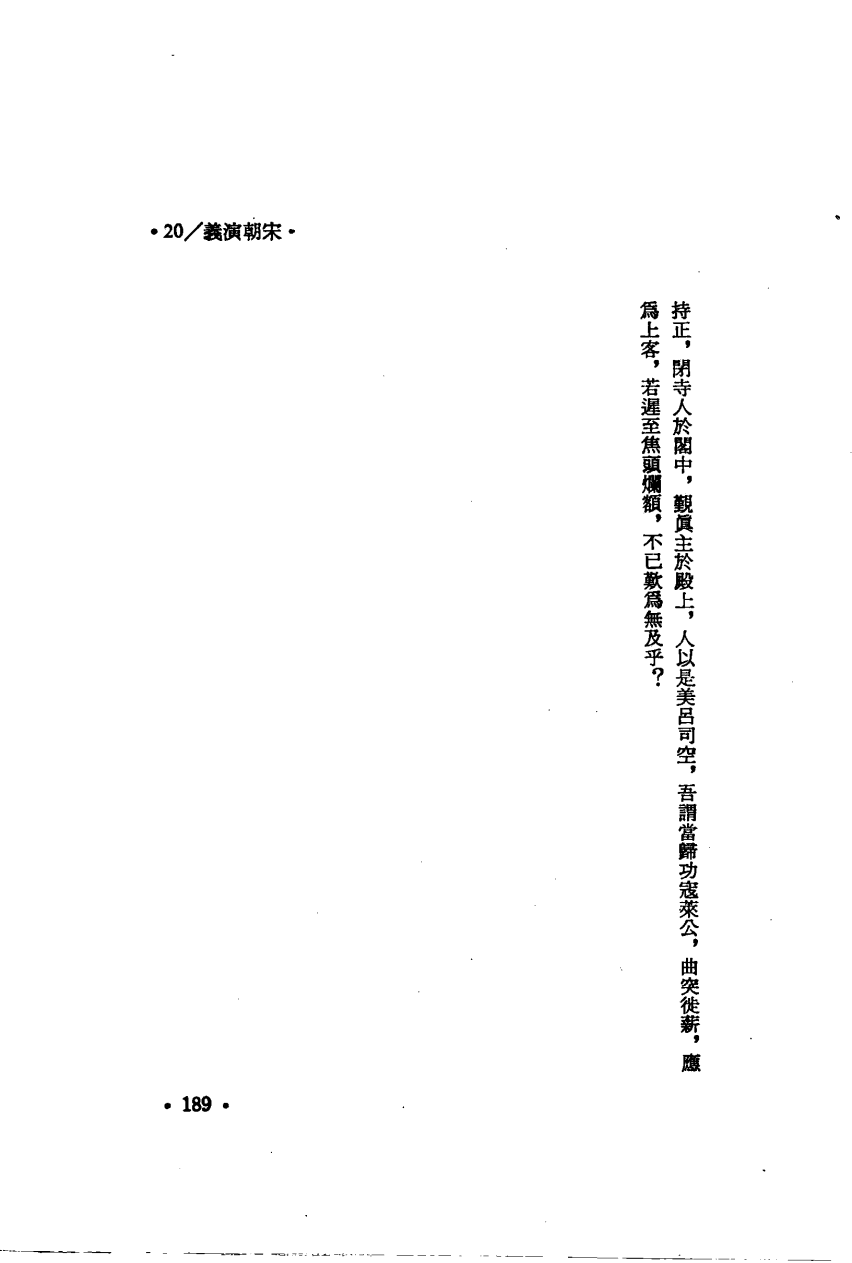 •20／義演朝宋•
持正，閉寺人於閣中，覲眞主於殿上，人以是美呂司空，吾謂當歸功寇萊公，曲突徙薪，應
爲上客，若遲至焦頭爛額，不已歎爲無及乎？
• 189 •